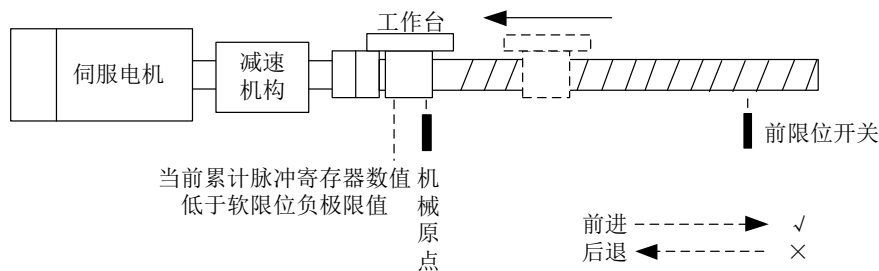 工作台
伺服电机
减速
机构
前限位开关
当前累计脉冲寄存器数值
低于软限位负极限值
机
械
原
点
前进 √
后退 ×